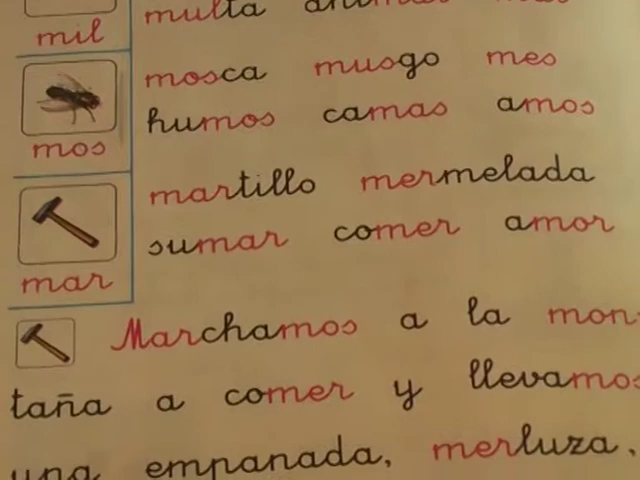 mil
multa
mosca musgo mes
humos camas amos
mos
martillo mermelada
sumar comer amor
mar
Marchamos a la mon-
taña a comer y llevamos
una empanada, merluza,